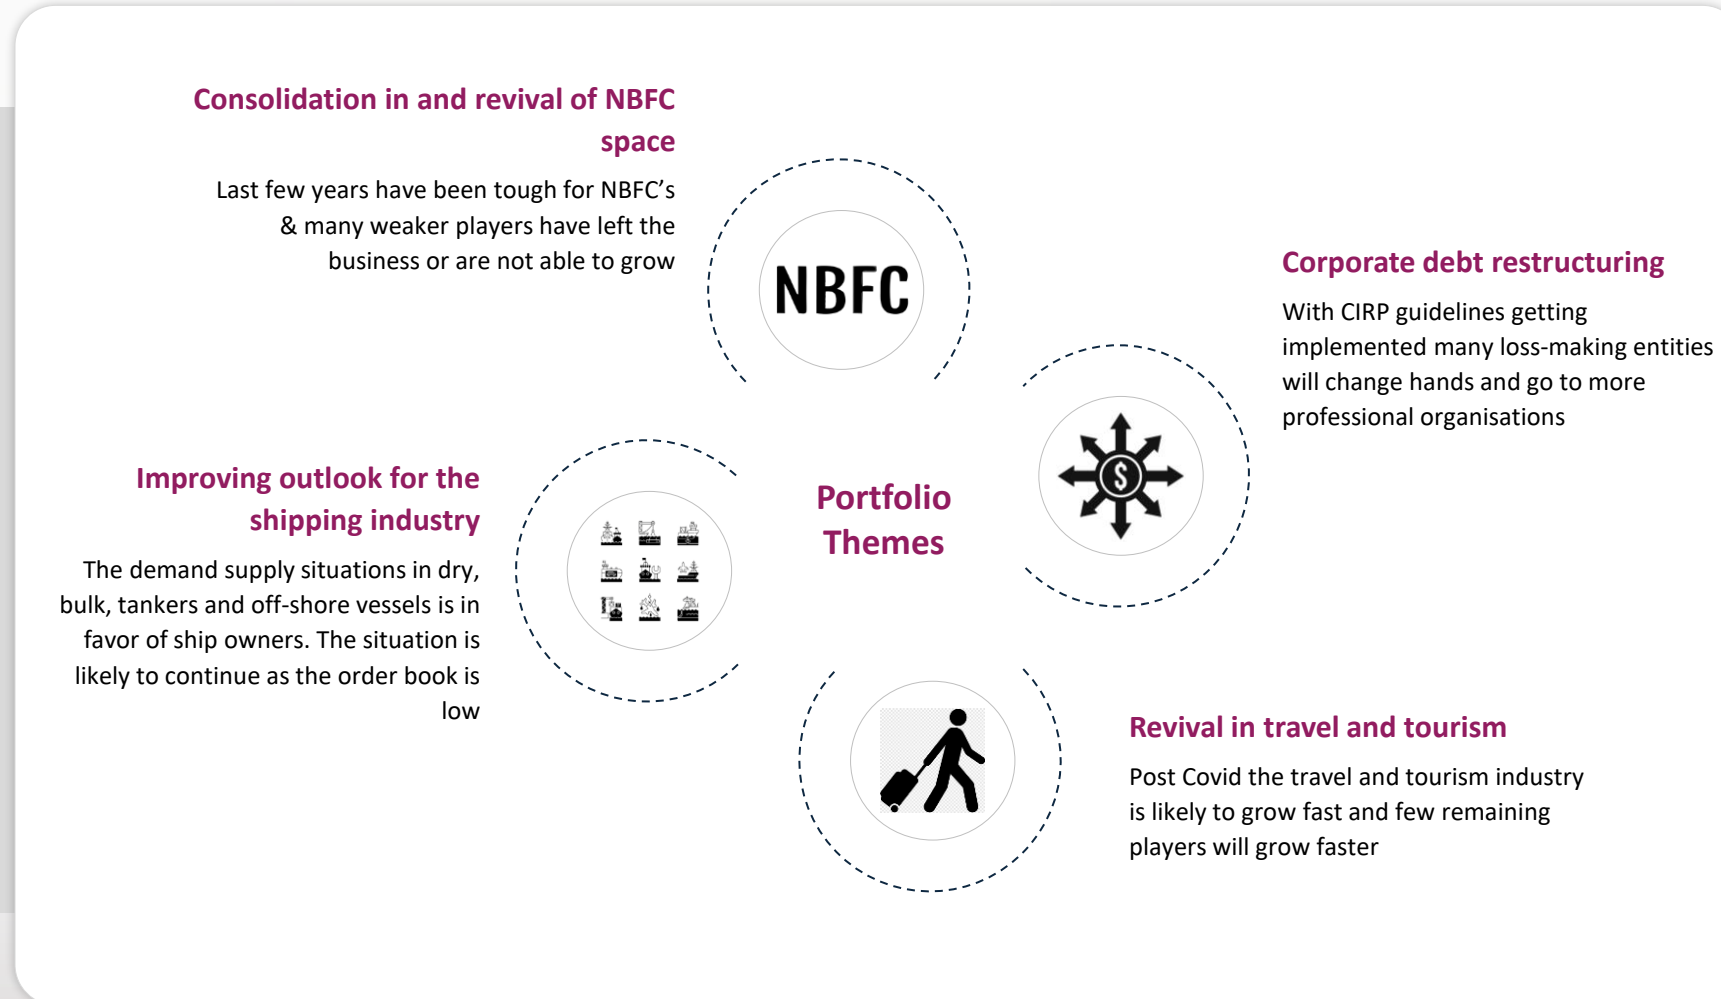 Consolidation in and revival of NBFC
space
Last few years have been tough for NBFC’s
& many weaker players have left the
business or are not able to grow
NBFC
Corporate debt restructuring
With CIRP guidelines getting
implemented many loss-making entities
will change hands and go to more
professional organisations
$
Improving outlook for the
shipping industry
The demand supply situations in dry,
bulk, tankers and off-shore vessels is in
favor of ship owners. The situation is
likely to continue as the order book is
low
Portfolio
Themes
Revival in travel and tourism
Post Covid the travel and tourism industry
is likely to grow fast and few remaining
players will grow faster